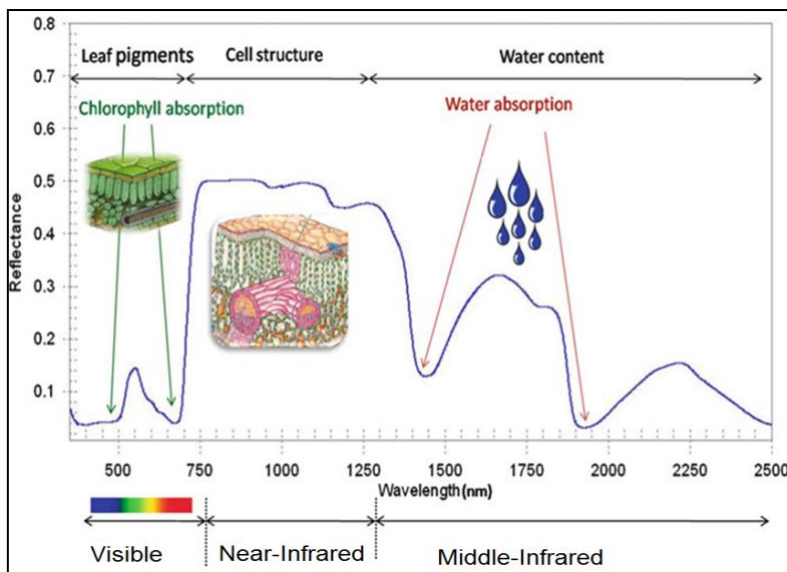 0.8
Leaf pigments Cell structure Water content
0.7
Chlorophyll absorption Water absorption
0.6
0.5
0.4
0.3
0.2
0.1
Reflectance
500 750 1000 1250 1500 1750 2000 2250 2500
Wavelength(nm)
Visible Near-Infrared Middle-Infrared